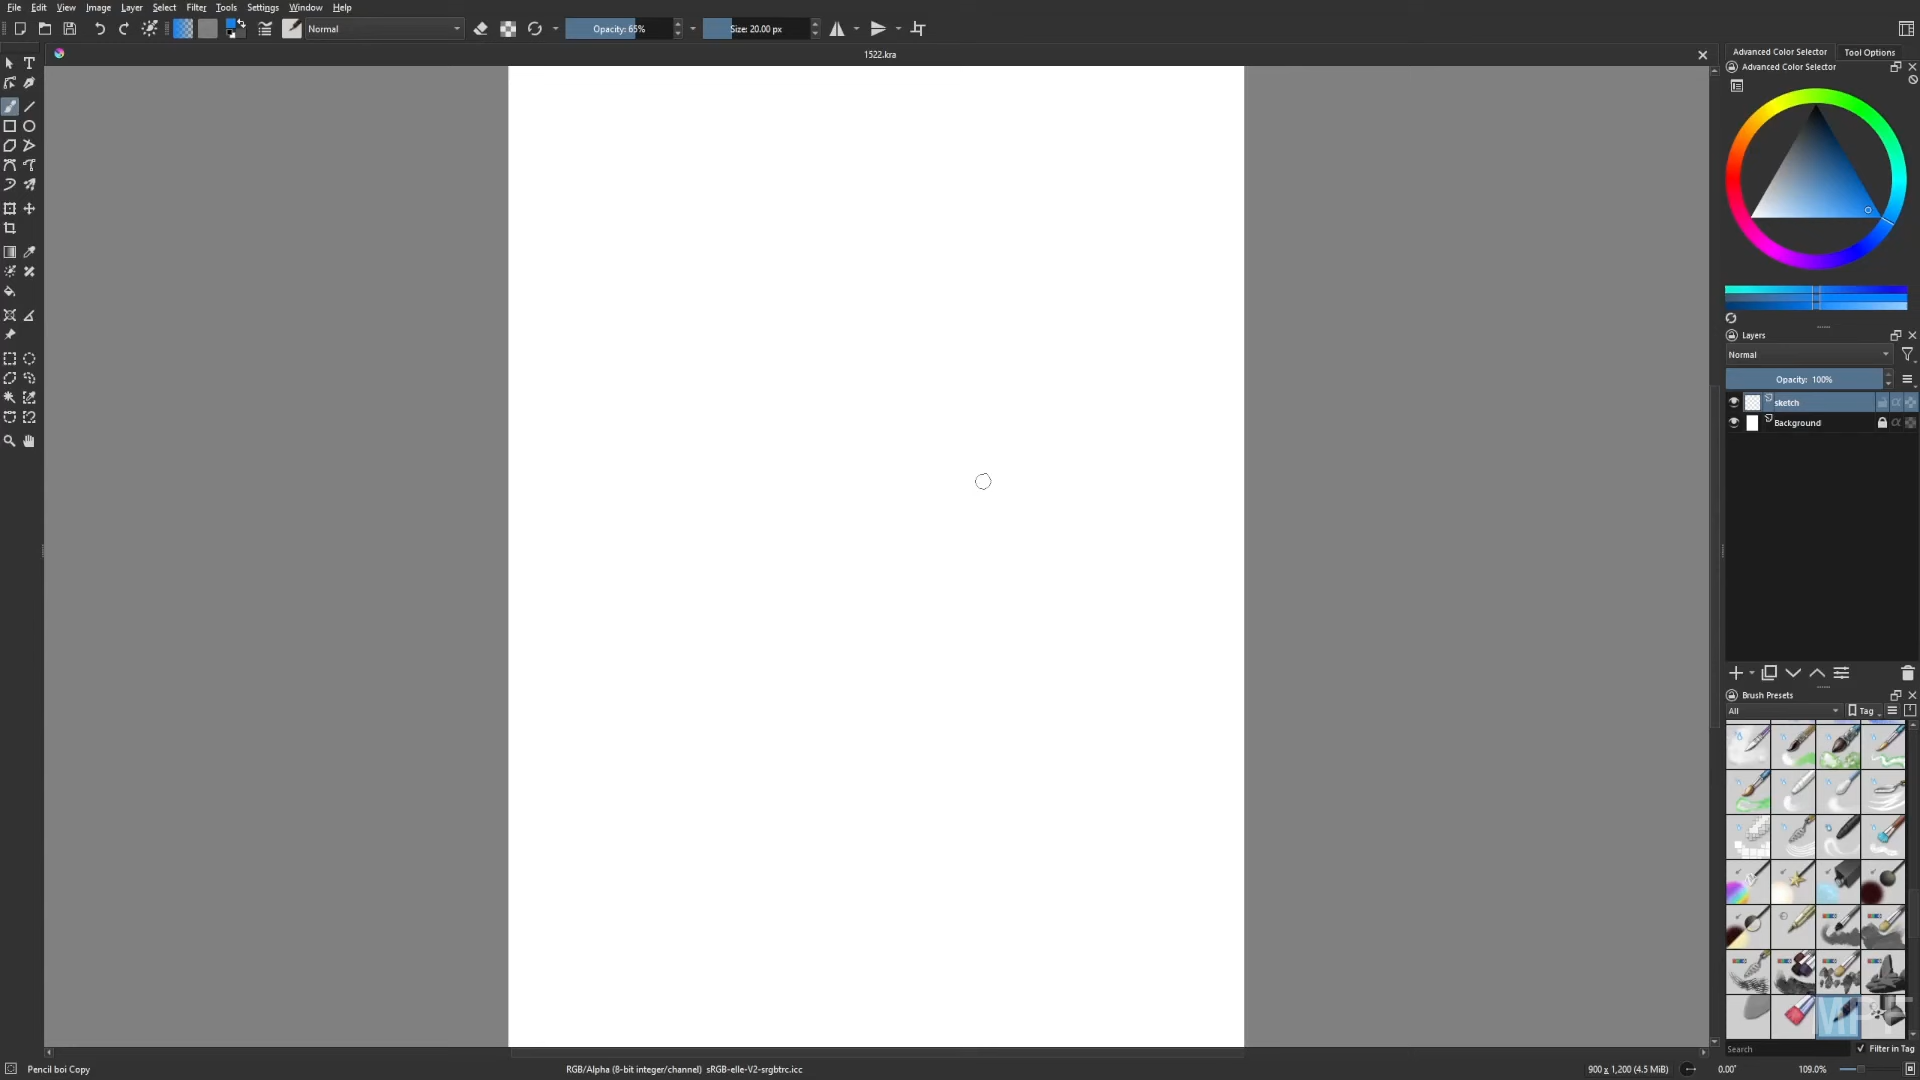 File Edit View Image Layer Select Filter Tools Settings Window Help
Normal Opacity: 65% Size: 20.00 px
1522.kra
Advanced Color Selector Tool Options
Advanced Color Selector
Layers
Normal
Opacity: 100%
sketch
Background
Brush Presets
All Tag
Search Filter in Tag
Pencil boi Copy RGB/Alpha (8-bit integer/channel) sRGB-elle-V2-srgbtrc.icc 900 x 1,200 (4.5 MiB) 0.00° 109.0%